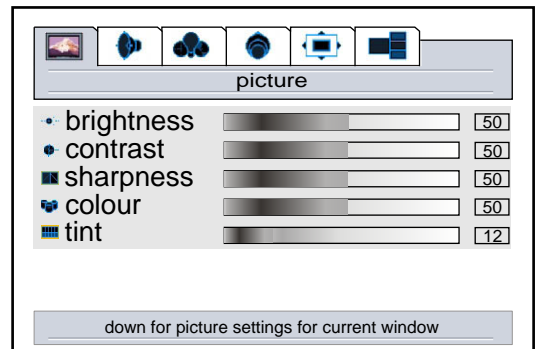 picture
brightness 50
contrast 50
sharpness 50
colour 50
tint 12
down for picture settings for current window